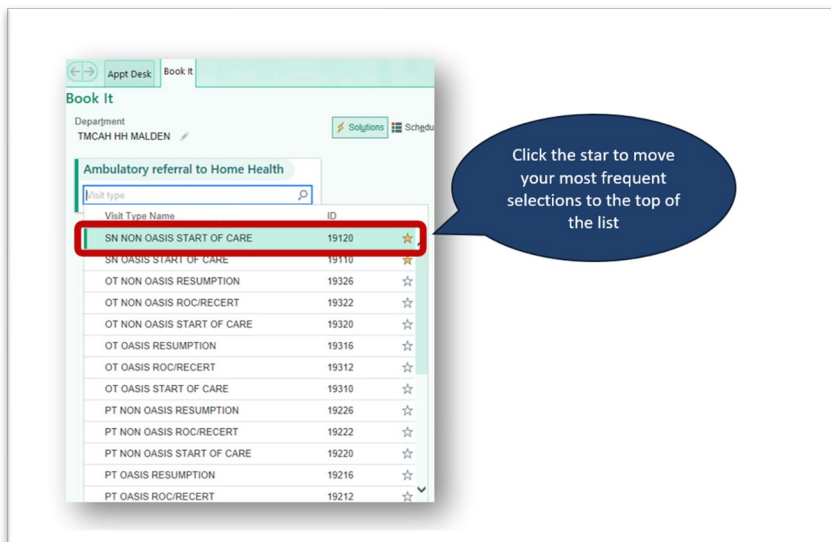 Appt Desk Book It
Book It
Department
TMCAH HH MALDEN
Solutions
Ambulatory referral to Home Health
Visit type
Visit Type Name ID
SN NON OASIS START OF CARE 19120
SN OASIS START OF CARE 19110
OT NON OASIS RESUMPTION 19326
OT NON OASIS ROC/RECERT 19322
OT NON OASIS START OF CARE 19320
OT OASIS RESUMPTION 19316
OT OASIS ROC/RECERT 19312
OT OASIS START OF CARE 19310
PT NON OASIS RESUMPTION 19226
PT NON OASIS ROC/RECERT 19222
PT NON OASIS START OF CARE 19220
PT OASIS RESUMPTION 19216
PT OASIS ROC/RECERT 19212
Click the star to move
your most frequent
selections to the top of
the list